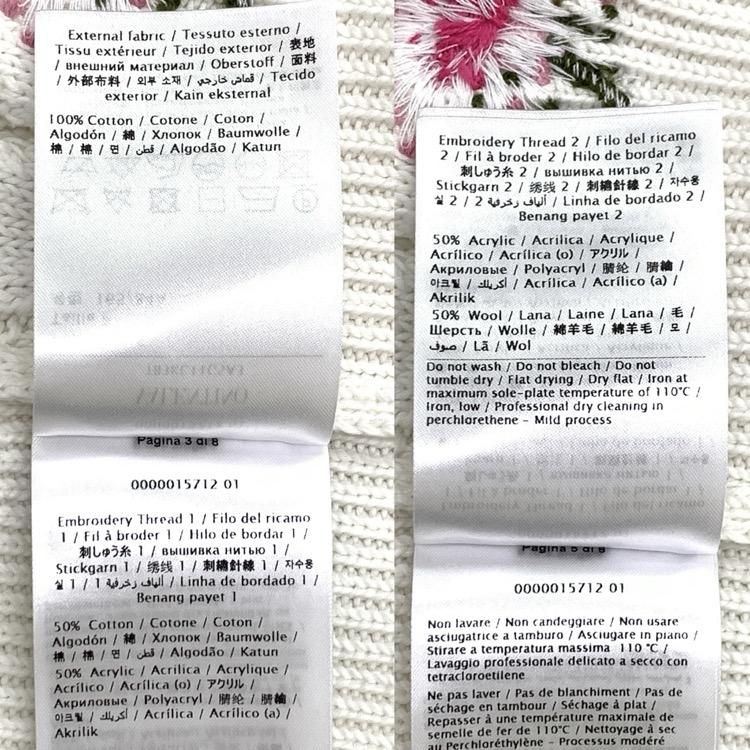 External fabric / Tessuto esterno /
Tissu extérieur / Tejido exterior / 表地
/ внешний материал / Oberstoff / 面料
/ 外部布料 / 외부 소재 / قماش خارجي / Tecido
exterior / Kain eksternal
100% Cotton / Cotone / Coton /
Algodón / 綿 / Хлопок / Baumwolle /
棉 / 棉 / 면 / قطن / Algodão / Katun
Pagina 3 di 8
0000015712 01
Embroidery Thread 1 / Filo del ricamo
1 / Fil à broder 1 / Hilo de bordar 1 /
刺しゅう糸 1 / вышивка нитью 1 /
Stickgarn 1 / 绣线 1 / 刺繡針線 1 / 자수용
실 1 / ألياف زخرفية 1 / Linha de bordado 1 /
Benang payet 1
50% Cotton / Cotone / Coton /
Algodón / 綿 / Хлопок / Baumwolle /
棉 / 棉 / 면 / قطن / Algodão / Katun
50% Acrylic / Acrilica / Acrylique /
Acrílico / Acrílica (o) / アクリル /
Акриловые / Polyacryl / 腈纶 / 腈綸 /
아크릴 / أكريلك / Acrílica / Acrílico (a) /
Akrilik
Embroidery Thread 2 / Filo del ricamo
2 / Fil à broder 2 / Hilo de bordar 2 /
刺しゅう糸 2 / вышивка нитью 2 /
Stickgarn 2 / 绣线 2 / 刺繡針線 2 / 자수용
실 2 / ألياف زخرفية 2 / Linha de bordado 2 /
Benang payet 2
50% Acrylic / Acrilica / Acrylique /
Acrílico / Acrílica (o) / アクリル /
Акриловые / Polyacryl / 腈纶 / 腈綸 /
아크릴 / أكريلك / Acrílica / Acrílico (a) /
Akrilik
50% Wool / Lana / Laine / Lana / 毛 /
Шерсть / Wolle / 綿羊毛 / 綿羊毛 / 모 /
صوف / Lã / Wol
Do not wash / Do not bleach / Do not
tumble dry / Flat drying / Dry flat / Iron at
maximum sole-plate temperature of 110°C /
Iron, low / Professional dry cleaning in
perchlorethene - Mild process
Pagina 5 di 8
0000015712 01
Non lavare / Non candeggiare / Non usare
asciugatrice a tamburo / Asciugare in piano /
Stirare a temperatura massima 110 °C /
Lavaggio professionale delicato a secco con
tetracloroetilene
Ne pas laver / Pas de blanchiment / Pas de
séchage en tambour / Séchage à plat /
Repasser à une température maximale de
semelle de fer de 110°C / Nettoyage à sec
au Perchloréthylène - Processus modéré